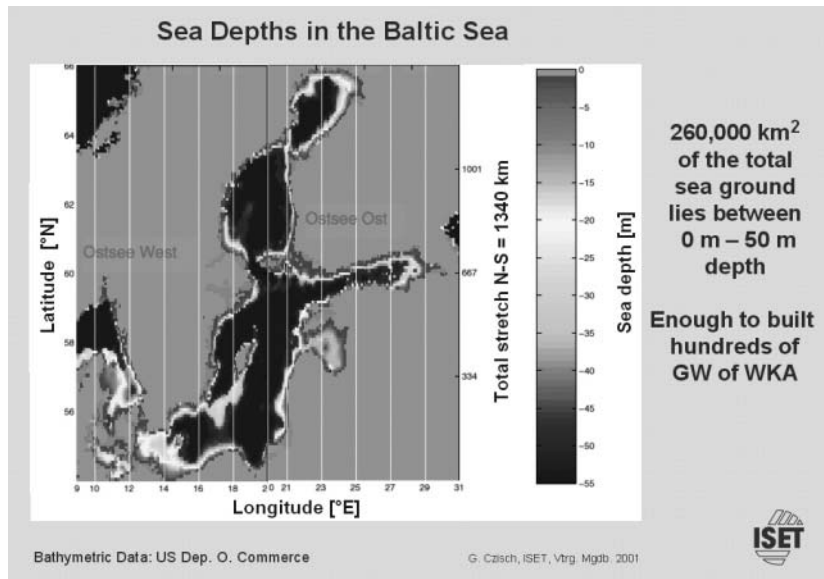 Sea Depths in the Baltic Sea
66
64
62
60
58
56
Latitude [°N]
Ostsee West
Ostsee Ost
9 10 12 14 16 18 19 20 21 23 25 27 29 31
Longitude [°E]
1001
667
334
Total stretch N-S = 1340 km
0
-5
-10
-15
-20
-25
-30
-35
-40
-45
-50
-55
Sea depth [m]
260,000 km²
of the total
sea ground
lies between
0 m – 50 m
depth
Enough to built
hundreds of
GW of WKA
Bathymetric Data: US Dep. O. Commerce
G. Czisch, ISET, Vtrg. Mgdb. 2001
ISET